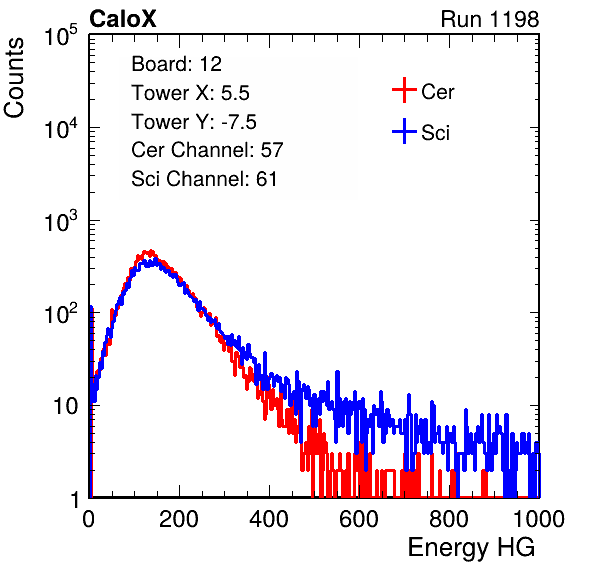 CaloX Run 1198
Counts
10^5
10^4
10^3
10^2
10
1
Board: 12
Tower X: 5.5
Tower Y: -7.5
Cer Channel: 57
Sci Channel: 61
Cer
Sci
0 200 400 600 800 1000
Energy HG